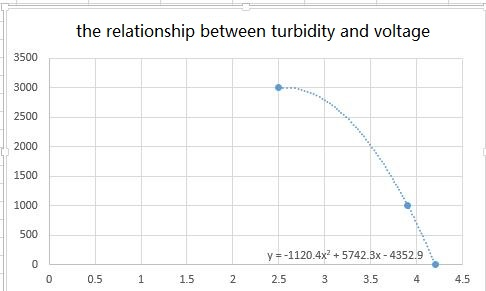 the relationship between turbidity and voltage
3500
3000
2500
2000
1500
1000
500
0
y = -1120.4x² + 5742.3x - 4352.9
0 0.5 1 1.5 2 2.5 3 3.5 4 4.5